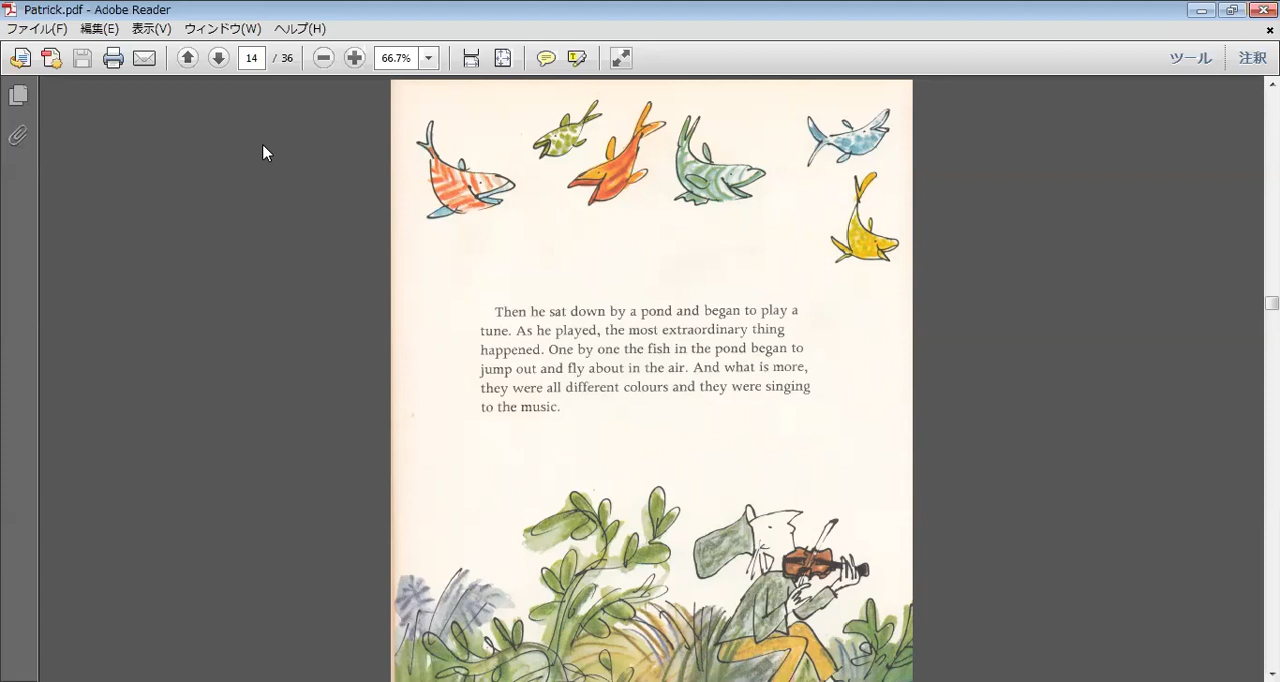 Patrick.pdf - Adobe Reader
ファイル(F) 編集(E) 表示(V) ウィンドウ(W) ヘルプ(H)
14 / 36 66.7% ツール 注釈
Then he sat down by a pond and began to play a
tune. As he played, the most extraordinary thing
happened. One by one the fish in the pond began to
jump out and fly about in the air. And what is more,
they were all different colours and they were singing
to the music.